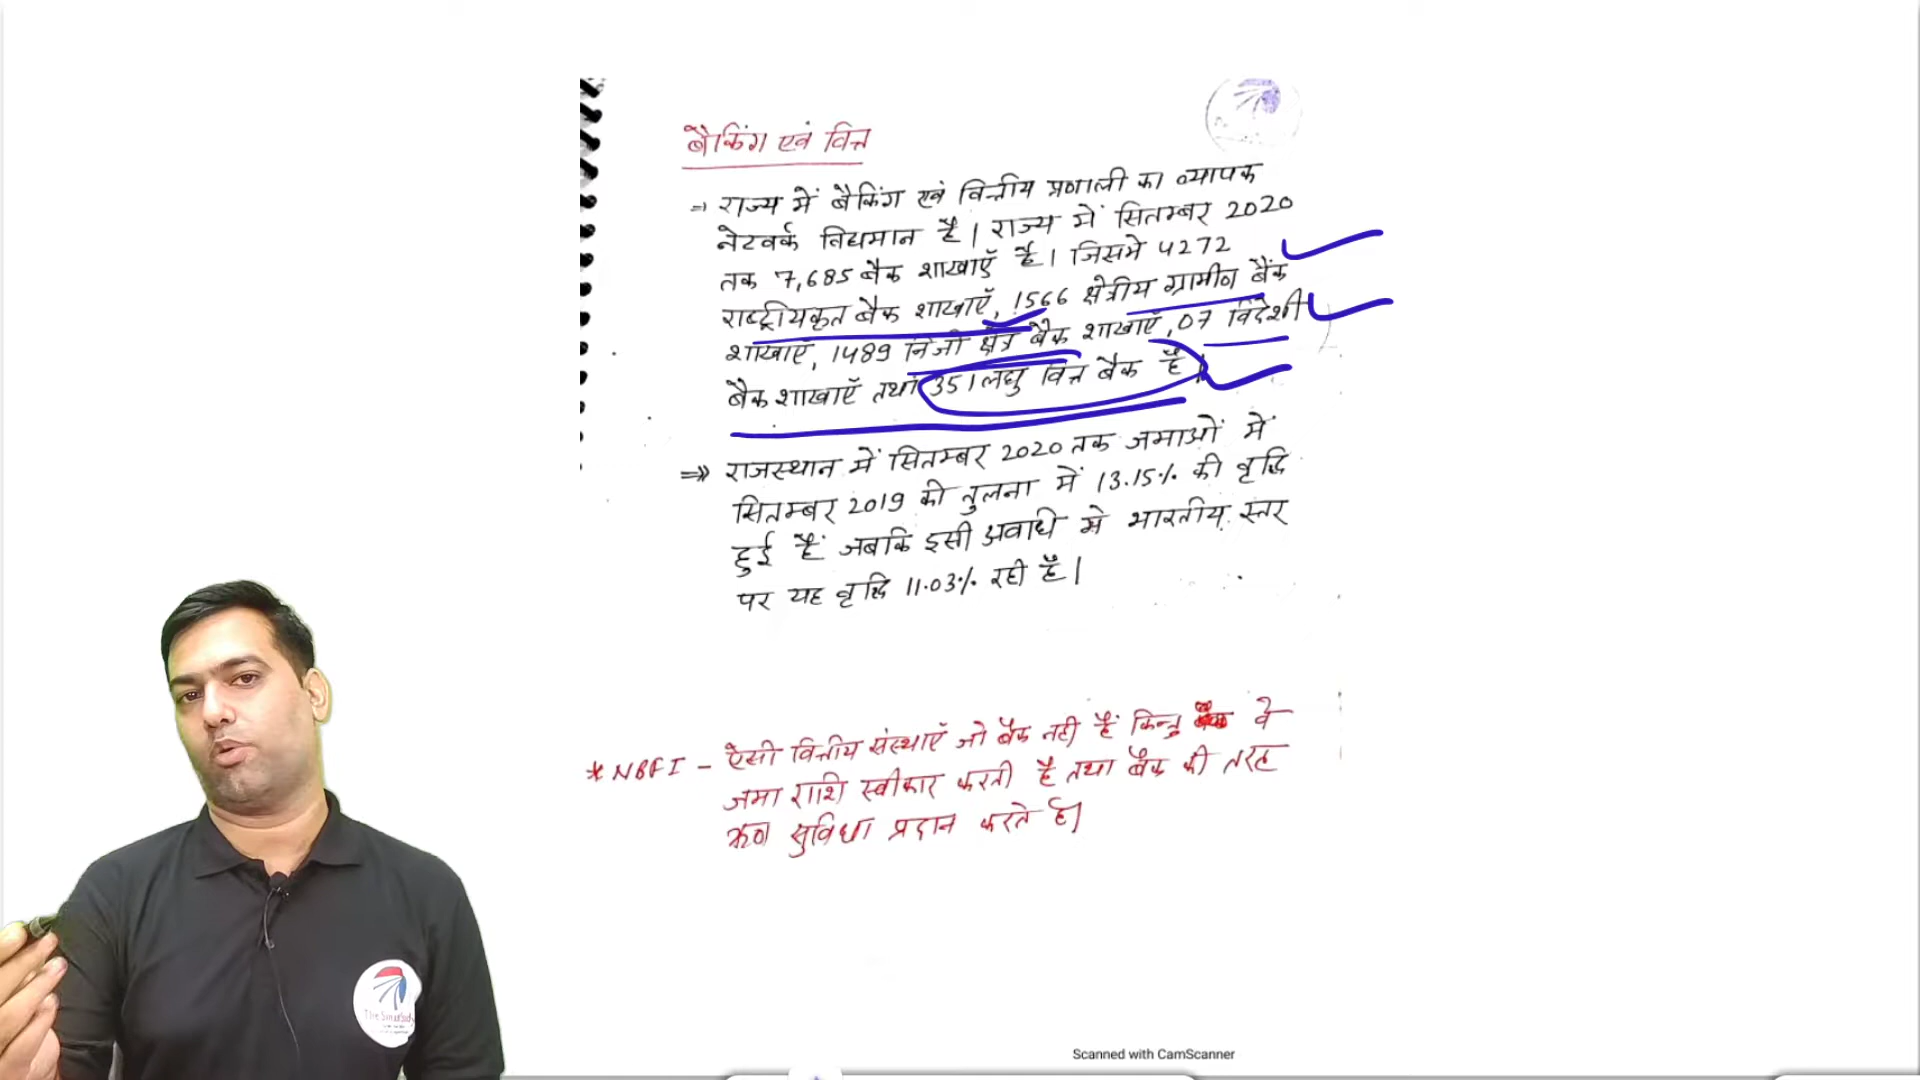 बैकिंग एवं वित्त
⇒ राज्य में बैकिंग एवं वित्तीय प्रणाली का व्यापक
नेटवर्क विद्यमान है। राज्य में सितम्बर 2020
तक 7,685 बैंक शाखाएँ है। जिसमे 4272
राष्ट्रीयकृत बैंक शाखाएँ, 1566 क्षेत्रीय ग्रामीण बैंक
शाखाएं, 1489 निजी क्षेत्र बैंक शाखाएँ, 07 विदेशी
बैंक शाखाएँ तथा 351 लघु वित्त बैंक है।
⇒ राजस्थान में सितम्बर 2020 तक जमाओं में
सितम्बर 2019 की तुलना में 13.15% की वृद्धि
हुई हैं जबकि इसी अवधि मे भारतीय स्तर
पर यह वृद्धि 11.03% रही है।
* NBFI - ऐसी वित्तीय संस्थाएँ जो बैंक नही हैं किन्तु वे
जमा राशि स्वीकार करती है तथा बैंक की तरह
ऋण सुविधा प्रदान करते है।
The SmartStudy
Scanned with CamScanner